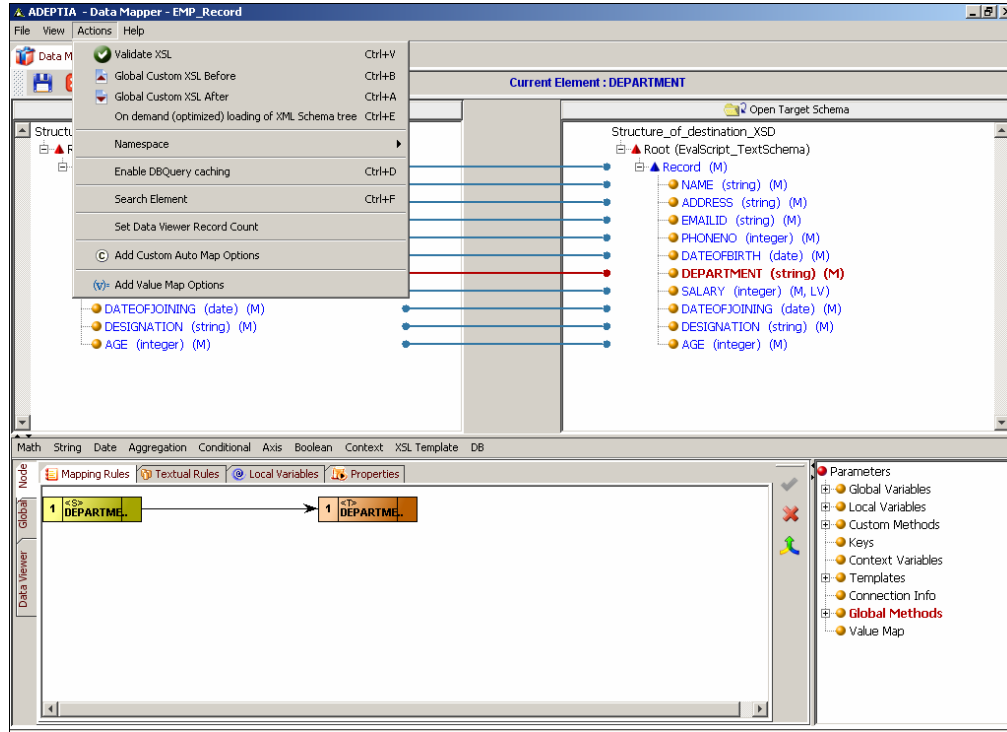 ADEPTIA - Data Mapper - EMP_Record
File View Actions Help
Data M
Validate XSL Ctrl+V
Global Custom XSL Before Ctrl+B
Global Custom XSL After Ctrl+A
On demand (optimized) loading of XML Schema tree Ctrl+E
Namespace
Enable DBQuery caching Ctrl+D
Search Element Ctrl+F
Set Data Viewer Record Count
Add Custom Auto Map Options
Add Value Map Options
Current Element : DEPARTMENT
Open Target Schema
Structu
R
DATEOFJOINING (date) (M)
DESIGNATION (string) (M)
AGE (integer) (M)
Structure_of_destination_XSD
Root (EvalScript_TextSchema)
Record (M)
NAME (string) (M)
ADDRESS (string) (M)
EMAILID (string) (M)
PHONENO (integer) (M)
DATEOFBIRTH (date) (M)
DEPARTMENT (string) (M)
SALARY (integer) (M, LV)
DATEOFJOINING (date) (M)
DESIGNATION (string) (M)
AGE (integer) (M)
Math String Date Aggregation Conditional Axis Boolean Context XSL Template DB
Node
Global
Data Viewer
Mapping Rules Textual Rules Local Variables Properties
1 <S> DEPARTME..
1 <T> DEPARTME..
Parameters
Global Variables
Local Variables
Custom Methods
Keys
Context Variables
Templates
Connection Info
Global Methods
Value Map